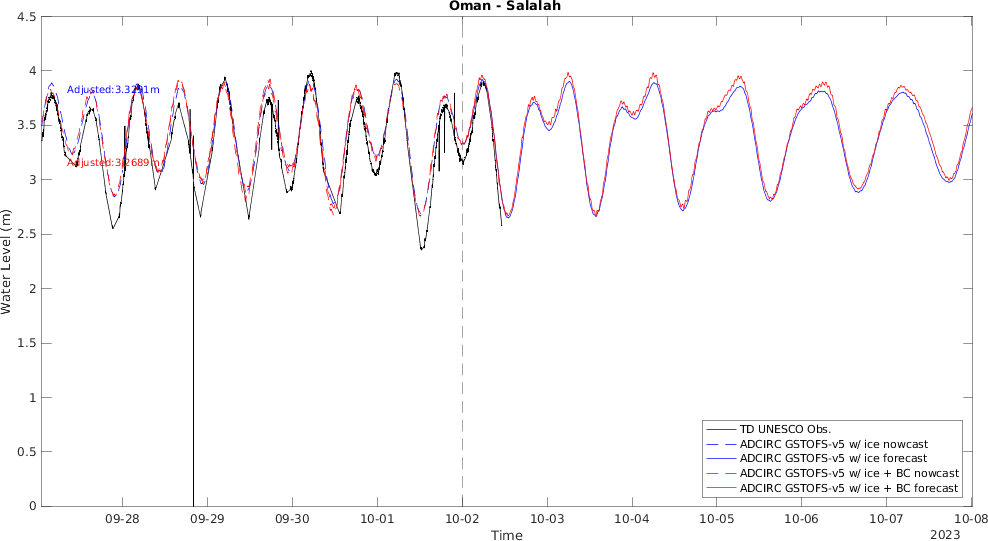 Oman - Salalah
4.5
4
3.5
3
2.5
2
1.5
1
0.5
0
Water Level (m)
Adjusted:3.3291m
Adjusted:3.2689m
09-28
09-29
09-30
10-01
10-02
10-03
10-04
10-05
10-06
10-07
10-08
Time
2023
TD UNESCO Obs.
ADCIRC GSTOFS-v5 w/ ice nowcast
ADCIRC GSTOFS-v5 w/ ice forecast
ADCIRC GSTOFS-v5 w/ ice + BC nowcast
ADCIRC GSTOFS-v5 w/ ice + BC forecast